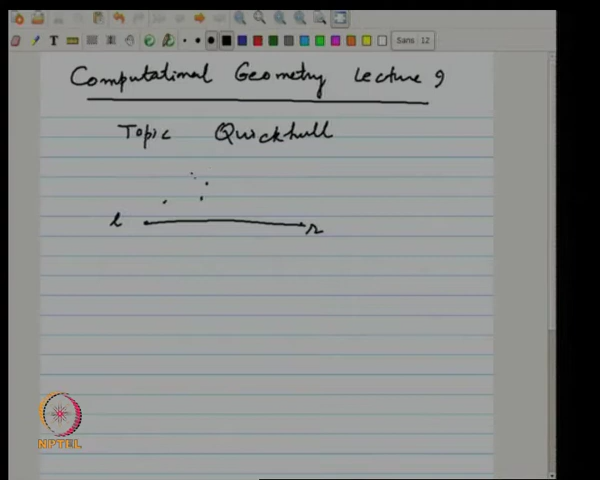 Sans 12
Computational Geometry Lecture 9
Topic Quickhull
l
r
NPTEL